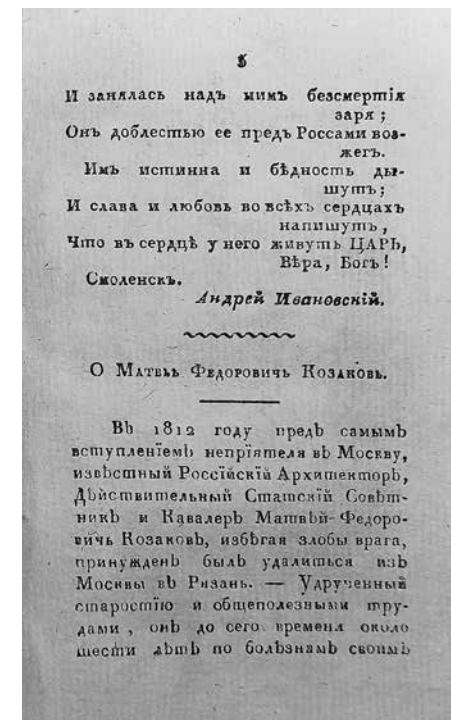 5
И занялась надъ нимъ безсмертія
заря;
Онъ доблестью ее предъ Россами воз-
жегъ.
Имъ истинна и бѣдность ды-
шутъ;
И слава и любовь во всѣхъ сердцахъ
напишутъ,
Что въ сердцѣ у него живутъ ЦАРЬ,
Вѣра, Богъ!
Смоленскъ.
Андрей Ивановскій.
О Матвѣѣ Федоровичѣ Козаковѣ.
Въ 1812 году предъ самымъ
вступленіемъ непріятеля въ Москву,
извѣстный Россійскій Архитекторъ,
Дѣйствительный Статскій Совѣт-
никъ и Кавалеръ Матвѣй Федоро-
вичъ Козаковъ, избѣгая злобы врага,
принужденъ былъ удалиться изъ
Москвы въ Рязань. — Удрученный
старостію и общеполезными тру-
дами, онъ до сего времени около
шести лѣтъ по болѣзнямъ своимъ